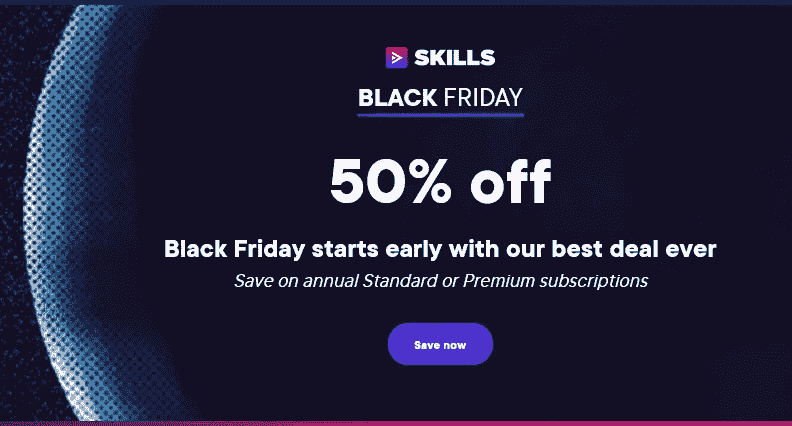 SKILLS
BLACK FRIDAY
50% off
Black Friday starts early with our best deal ever
Save on annual Standard or Premium subscriptions
Save now